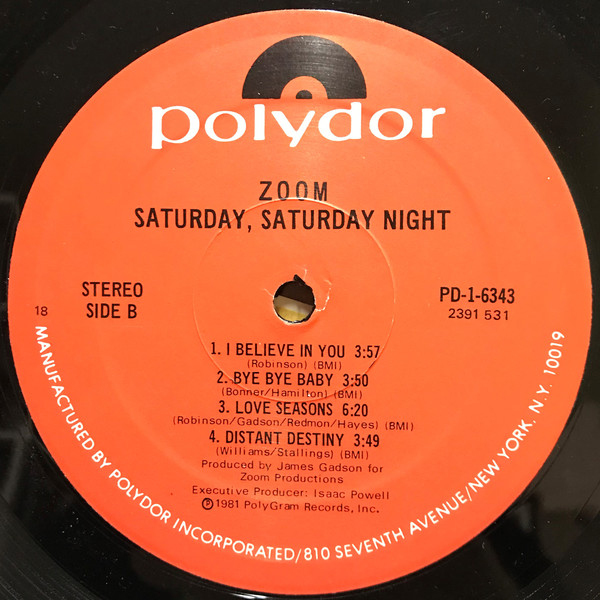 polydor
ZOOM
SATURDAY, SATURDAY NIGHT
STEREO
SIDE B
PD-1-6343
2391 531
18
1. I BELIEVE IN YOU 3:57
(Robinson) (BMI)
2. BYE BYE BABY 3:50
(Bonner/Hamilton) (BMI)
3. LOVE SEASONS 6:20
(Robinson/Gadson/Redmon/Hayes) (BMI)
4. DISTANT DESTINY 3:49
(Williams/Stallings) (BMI)
Produced by James Gadson for
Zoom Productions
Executive Producer: Isaac Powell
Ⓟ1981 PolyGram Records, Inc.
MANUFACTURED BY POLYDOR INCORPORATED/810 SEVENTH AVENUE/NEW YORK. N.Y. 10019